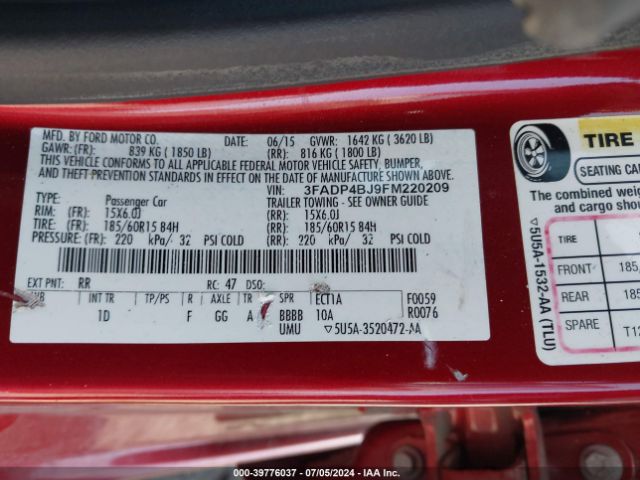 MFD. BY FORD MOTOR CO.
DATE: 06/15 GVWR: 1642 KG ( 3620 LB)
GAWR: (FR): 839 KG ( 1850 LB) (RR): 816 KG ( 1800 LB)
THIS VEHICLE CONFORMS TO ALL APPLICABLE FEDERAL MOTOR VEHICLE SAFETY, BUMPER,
AND THEFT PREVENTION STANDARDS IN EFFECT ON THE DATE OF MANUFACTURE SHOWN ABOVE.
VIN: 3FADP4BJ9FM220209
TYPE: Passenger Car TRAILER TOWING - SEE OWNER GUIDE
RIM: (FR): 15X6.0J (RR): 15X6.0J
TIRES: (FR): 185/60R15 84H (RR): 185/60R15 84H
PRESSURE: (FR): 220 kPa/ 32 PSI COLD (RR): 220 kPa/ 32 PSI COLD
EXT PNT: RR RC: 47 DSO:
INT TR TP/PS R AXLE TR SPR ECT1A F0059
1D F GG A BBBB 10A R0076
UMU 5U5A-3520472-AA
TIRE
SEATING CA
The combined
and cargo shou
TIRE
FRONT 185
REAR 185
SPARE T12
5U5A-1532-AA (TLU)
000-39776037 - 07/05/2024 - IAA Inc.